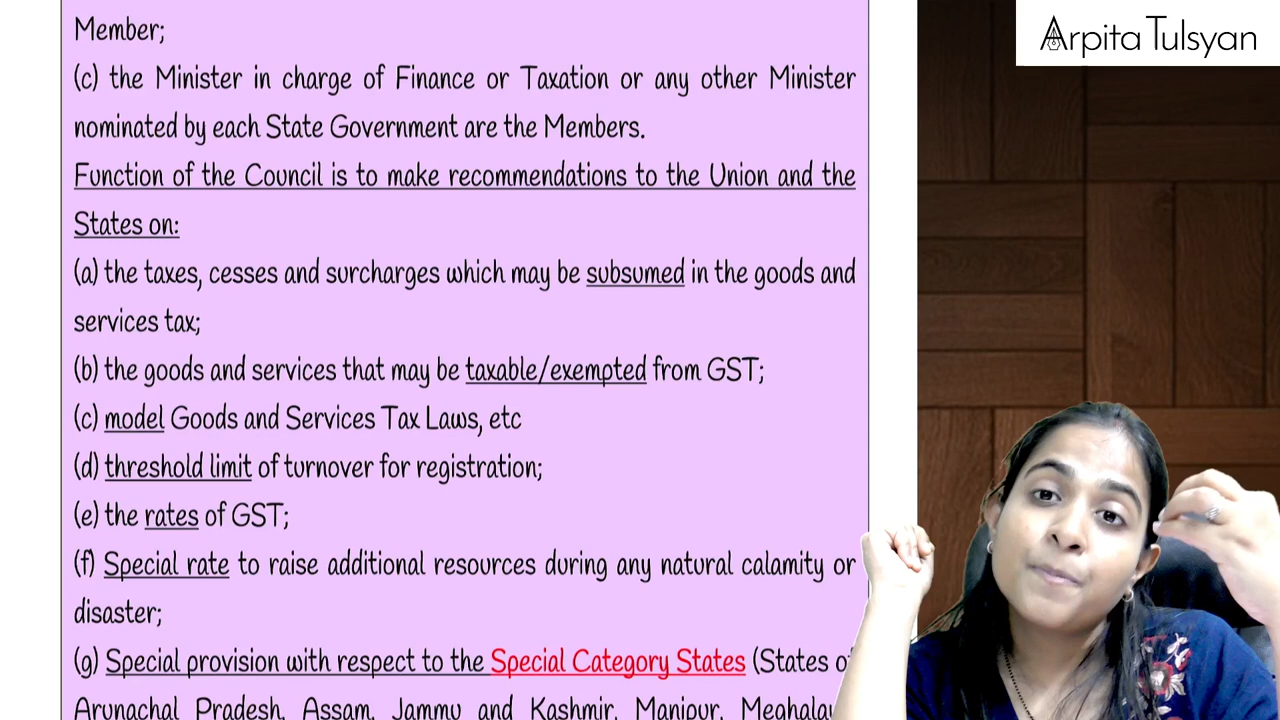 Arpita Tulsyan
Member;
(c) the Minister in charge of Finance or Taxation or any other Minister
nominated by each State Government are the Members.
Function of the Council is to make recommendations to the Union and the
States on:
(a) the taxes, cesses and surcharges which may be subsumed in the goods and
services tax;
(b) the goods and services that may be taxable/exempted from GST;
(c) model Goods and Services Tax Laws, etc
(d) threshold limit of turnover for registration;
(e) the rates of GST;
(f) Special rate to raise additional resources during any natural calamity or
disaster;
(g) Special provision with respect to the Special Category States (States of
Arunachal Pradesh, Assam, Jammu and Kashmir, Manipur, Meghalay